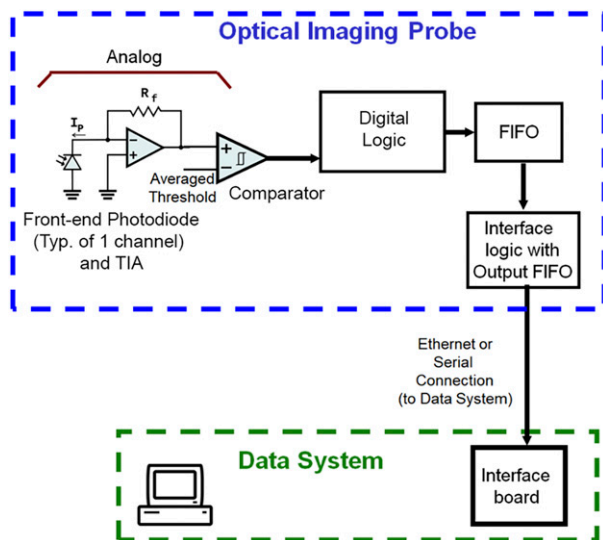 Optical Imaging Probe
Analog
R f
I P
Digital
Logic
FIFO
Averaged
Threshold
Comparator
Front-end Photodiode
(Typ. of 1 channel)
and TIA
Interface
logic with
Output FIFO
Ethernet or
Serial
Connection
(to Data System)
Data System
Interface
board